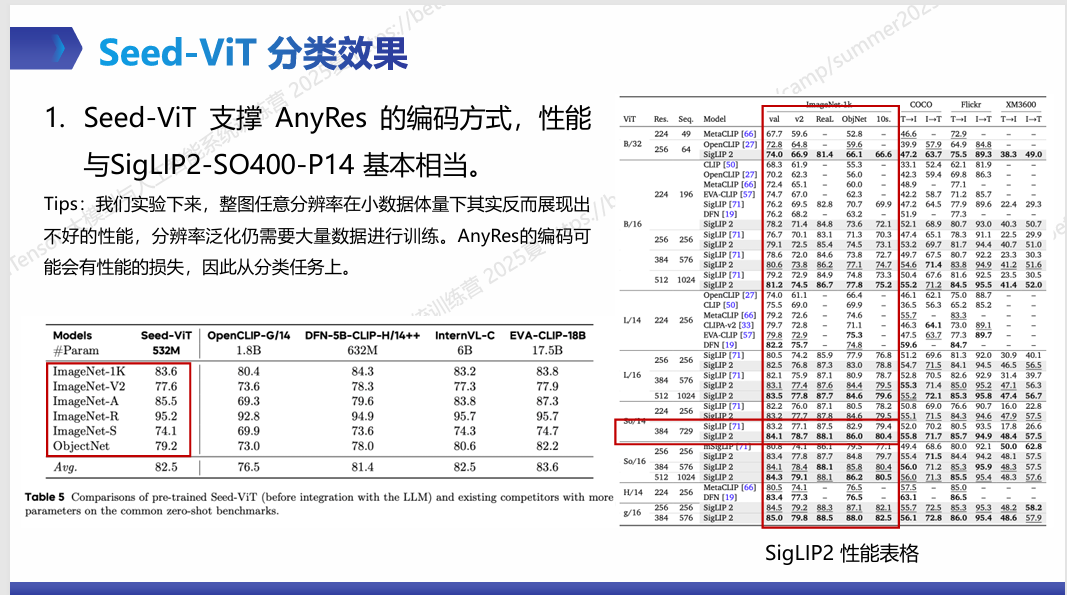 Seed-ViT 分类效果
1. Seed-ViT 支撑 AnyRes 的编码方式，性能
与SigLIP2-SO400-P14 基本相当。
Tips：我们实验下来，整图任意分辨率在小数据体量下其实反而展现出
不好的性能，分辨率泛化仍需要大量数据进行训练。AnyRes的编码可
能会有性能的损失，因此从分类任务上。
Models Seed-ViT OpenCLIP-G/14 DFN-5B-CLIP-H/14++ InternVL-C EVA-CLIP-18B
#Param 532M 1.8B 632M 6B 17.5B
ImageNet-1K 83.6 80.4 84.3 83.2 83.8
ImageNet-V2 77.6 73.6 78.3 77.3 77.9
ImageNet-A 85.5 69.3 79.6 83.8 87.3
ImageNet-R 95.2 92.8 94.9 95.7 95.7
ImageNet-S 74.1 69.9 73.6 74.3 74.7
ObjectNet 79.2 73.0 78.0 80.6 82.2
Avg. 82.5 76.5 81.4 82.5 83.6
Table 5 Comparisons of pre-trained Seed-ViT (before integration with the LLM) and existing competitors with more
parameters on the common zero-shot benchmarks.
ImageNet-1k COCO Flickr XM3600
ViT Res. Seq. Model val v2 ReaL ObjNet 10s. T→I I→T T→I I→T T→I I→T
B/32 224 49 MetaCLIP [66] 67.7 59.6 – 52.8 – 46.6 – 72.9 – – –
256 64 OpenCLIP [27] 72.8 64.8 – 59.6 – 39.9 57.9 64.9 84.8 – –
SigLIP 2 74.0 66.9 81.4 66.1 66.6 47.2 63.7 75.5 89.3 38.3 49.0
B/16 224 196 CLIP [50] 68.3 61.9 – 55.3 – 33.1 52.4 62.1 81.9 – –
OpenCLIP [27] 70.2 62.3 – 56.0 – 42.3 59.4 69.8 86.3 – –
MetaCLIP [66] 72.4 65.1 – 60.0 – 48.9 – 77.1 – – –
EVA-CLIP [57] 74.7 67.0 – 62.3 – 42.2 58.7 71.2 85.7 – –
SigLIP [71] 76.2 69.5 82.8 70.7 69.9 47.2 64.5 77.9 89.6 22.4 29.3
DFN [19] 76.2 68.2 – 63.2 – 51.9 – 77.3 – – –
SigLIP 2 78.2 71.4 84.8 73.6 72.1 52.1 68.9 80.7 93.0 40.3 50.7
256 256 SigLIP [71] 76.7 70.1 83.1 71.3 70.3 47.4 65.1 78.3 91.1 22.5 29.9
SigLIP 2 79.1 72.5 85.4 74.5 73.1 53.2 69.7 81.7 94.4 40.7 51.0
384 576 SigLIP [71] 78.6 72.0 84.6 73.8 72.7 49.7 67.5 80.7 92.2 23.3 30.3
SigLIP 2 80.6 73.8 86.2 77.1 74.7 54.6 71.4 83.8 94.9 41.2 51.6
512 1024 SigLIP [71] 79.2 72.9 84.9 74.8 73.3 50.4 67.6 81.6 92.5 23.5 30.5
SigLIP 2 81.2 74.5 86.7 77.8 75.2 55.2 71.2 84.5 95.5 41.4 52.0
L/14 224 256 OpenCLIP [27] 74.0 61.1 – 66.4 – 46.1 62.1 75.0 88.7 – –
CLIP [50] 75.5 69.0 – 69.9 – 36.5 56.3 65.2 85.2 – –
MetaCLIP [66] 79.2 72.6 – 74.6 – 55.7 – 83.3 – – –
CLIPA-v2 [33] 79.7 72.8 – 71.1 – 46.3 64.1 73.0 89.1 – –
EVA-CLIP [57] 79.8 72.9 – 75.3 – 47.5 63.7 77.3 89.7 – –
DFN [19] 82.2 75.7 – 74.8 – 59.6 – 84.7 – – –
L/16 256 256 SigLIP [71] 80.5 74.2 85.9 77.9 76.8 51.2 69.6 81.3 92.0 30.9 40.1
SigLIP 2 82.5 76.8 87.3 83.0 78.8 54.7 71.5 84.1 94.5 46.5 56.5
384 576 SigLIP [71] 82.1 75.9 87.1 80.9 78.7 52.8 70.5 82.6 92.9 31.4 39.7
SigLIP 2 83.1 77.4 87.6 84.4 79.5 55.3 71.4 85.0 95.2 47.1 56.3
512 1024 SigLIP 2 83.5 77.8 87.7 84.6 79.6 55.2 72.1 85.3 95.8 47.4 56.7
So/14 224 256 SigLIP [71] 82.2 76.0 87.1 80.5 78.2 50.8 69.0 76.6 90.7 16.0 22.8
SigLIP 2 83.2 77.7 87.8 84.6 79.5 55.1 71.5 84.3 94.6 47.9 57.5
384 729 SigLIP [71] 83.2 77.1 87.5 82.9 79.4 52.0 70.2 80.5 93.5 17.8 26.6
SigLIP 2 84.1 78.7 88.1 86.0 80.4 55.8 71.7 85.7 94.9 48.4 57.5
So/16 256 256 mSigLIP [71] 80.8 74.1 86.1 79.5 77.1 49.4 68.6 80.0 92.1 50.0 62.8
SigLIP 2 83.4 77.8 87.7 84.8 79.7 55.4 71.5 84.4 94.2 48.1 57.5
384 576 SigLIP 2 84.1 78.4 88.1 85.8 80.4 56.0 71.2 85.3 95.9 48.3 57.5
512 1024 SigLIP 2 84.3 79.1 88.1 86.2 80.5 56.0 71.3 85.5 95.4 48.3 57.6
H/14 224 256 MetaCLIP [66] 80.5 74.1 – 76.5 – 57.5 – 85.0 – – –
DFN [19] 83.4 77.3 – 76.5 – 63.1 – 86.5 – – –
g/16 256 256 SigLIP 2 84.5 79.2 88.3 87.1 82.1 55.7 72.5 85.3 95.3 48.2 58.2
384 576 SigLIP 2 85.0 79.8 88.5 88.0 82.5 56.1 72.8 86.0 95.4 48.6 57.9
SigLIP2 性能表格